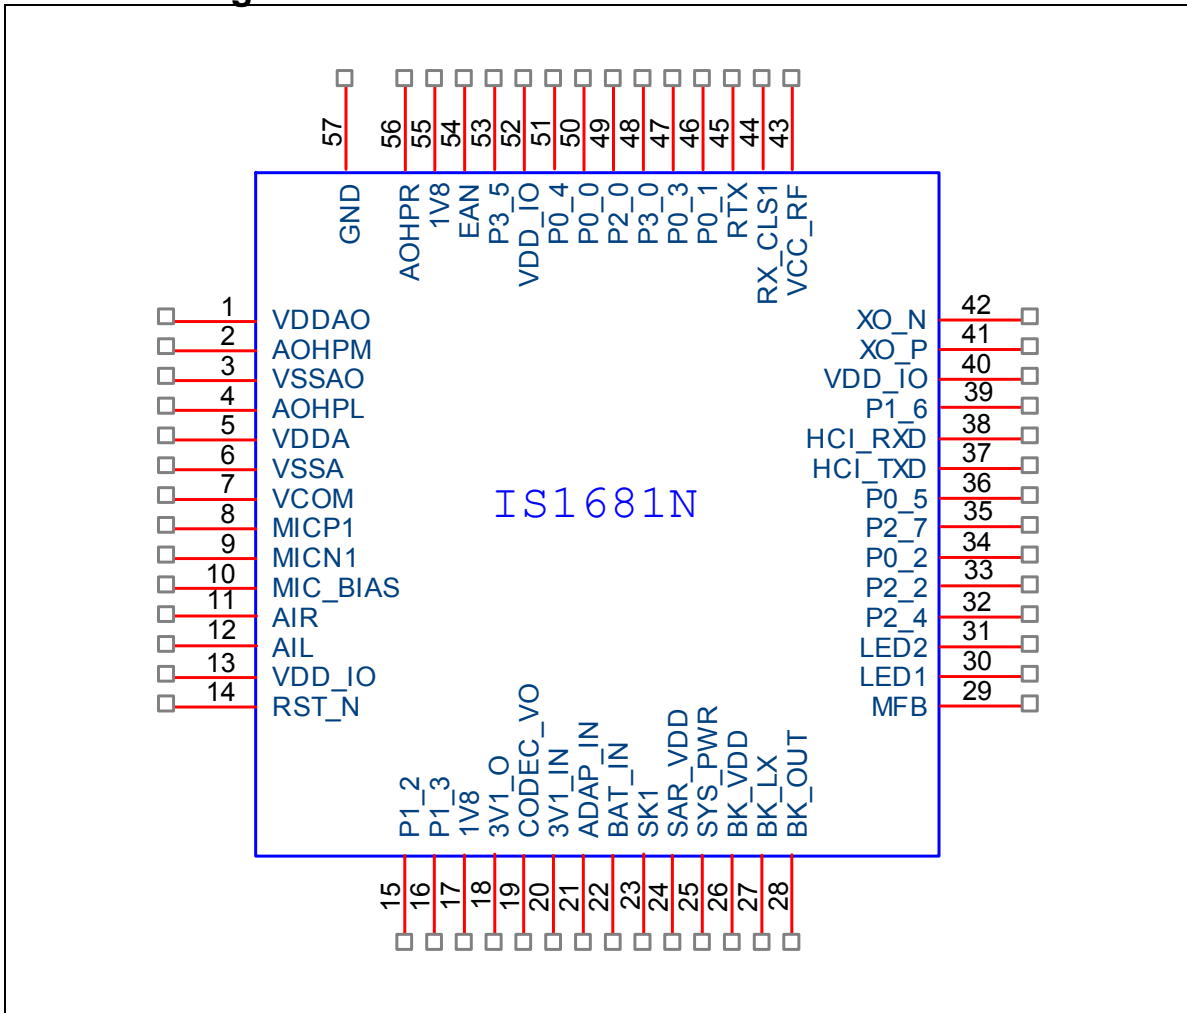 57 56 55 54 53 52 51 50 49 48 47 46 45 44 43
GND AOHPR 1V8 EAN P3_5 VDD_IO P0_4 P0_0 P2_0 P3_0 P0_3 P0_1 RTX RX_CLS1 VCC_RF
1 VDDAO
2 AOHPM
3 VSSAO
4 AOHPL
5 VDDA
6 VSSA
7 VCOM
8 MICP1
9 MICN1
10 MIC_BIAS
11 AIR
12 AIL
13 VDD_IO
14 RST_N
IS1681N
XO_N 42
XO_P 41
VDD_IO 40
P1_6 39
HCI_RXD 38
HCI_TXD 37
P0_5 36
P2_7 35
P0_2 34
P2_2 33
P2_4 32
LED2 31
LED1 30
MFB 29
P1_2 P1_3 1V8 3V1_O CODEC_VO 3V1_IN ADAP_IN BAT_IN SK1 SAR_VDD SYS_PWR BK_VDD BK_LX BK_OUT
15 16 17 18 19 20 21 22 23 24 25 26 27 28